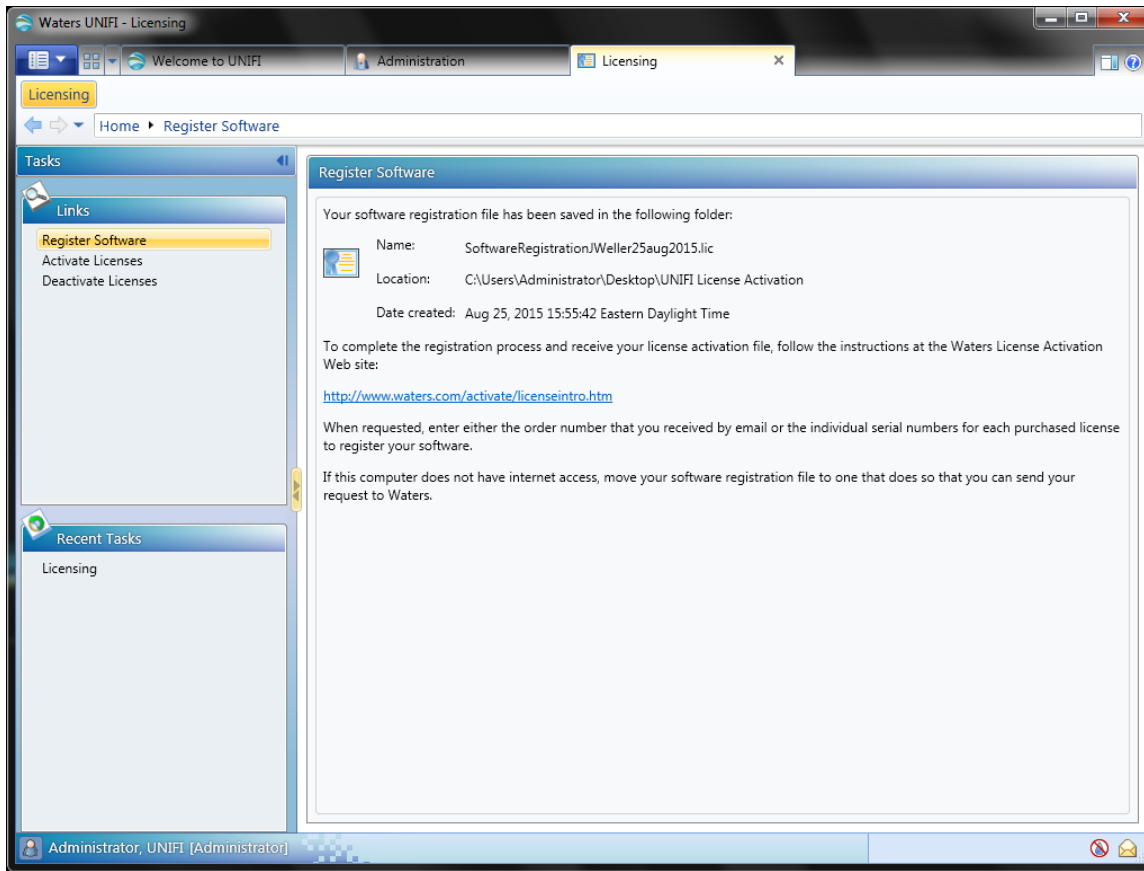 Waters UNIFI - Licensing
Welcome to UNIFI
Administration
Licensing
Licensing
Home
Register Software
Tasks
Links
Register Software
Activate Licenses
Deactivate Licenses
Recent Tasks
Licensing
Register Software
Your software registration file has been saved in the following folder:
Name: SoftwareRegistrationJWeller25aug2015.lic
Location: C:\Users\Administrator\Desktop\UNIFI License Activation
Date created: Aug 25, 2015 15:55:42 Eastern Daylight Time
To complete the registration process and receive your license activation file, follow the instructions at the Waters License Activation
Web site:
http://www.waters.com/activate/licenseintro.htm
When requested, enter either the order number that you received by email or the individual serial numbers for each purchased license
to register your software.
If this computer does not have internet access, move your software registration file to one that does so that you can send your
request to Waters.
Administrator, UNIFI [Administrator]